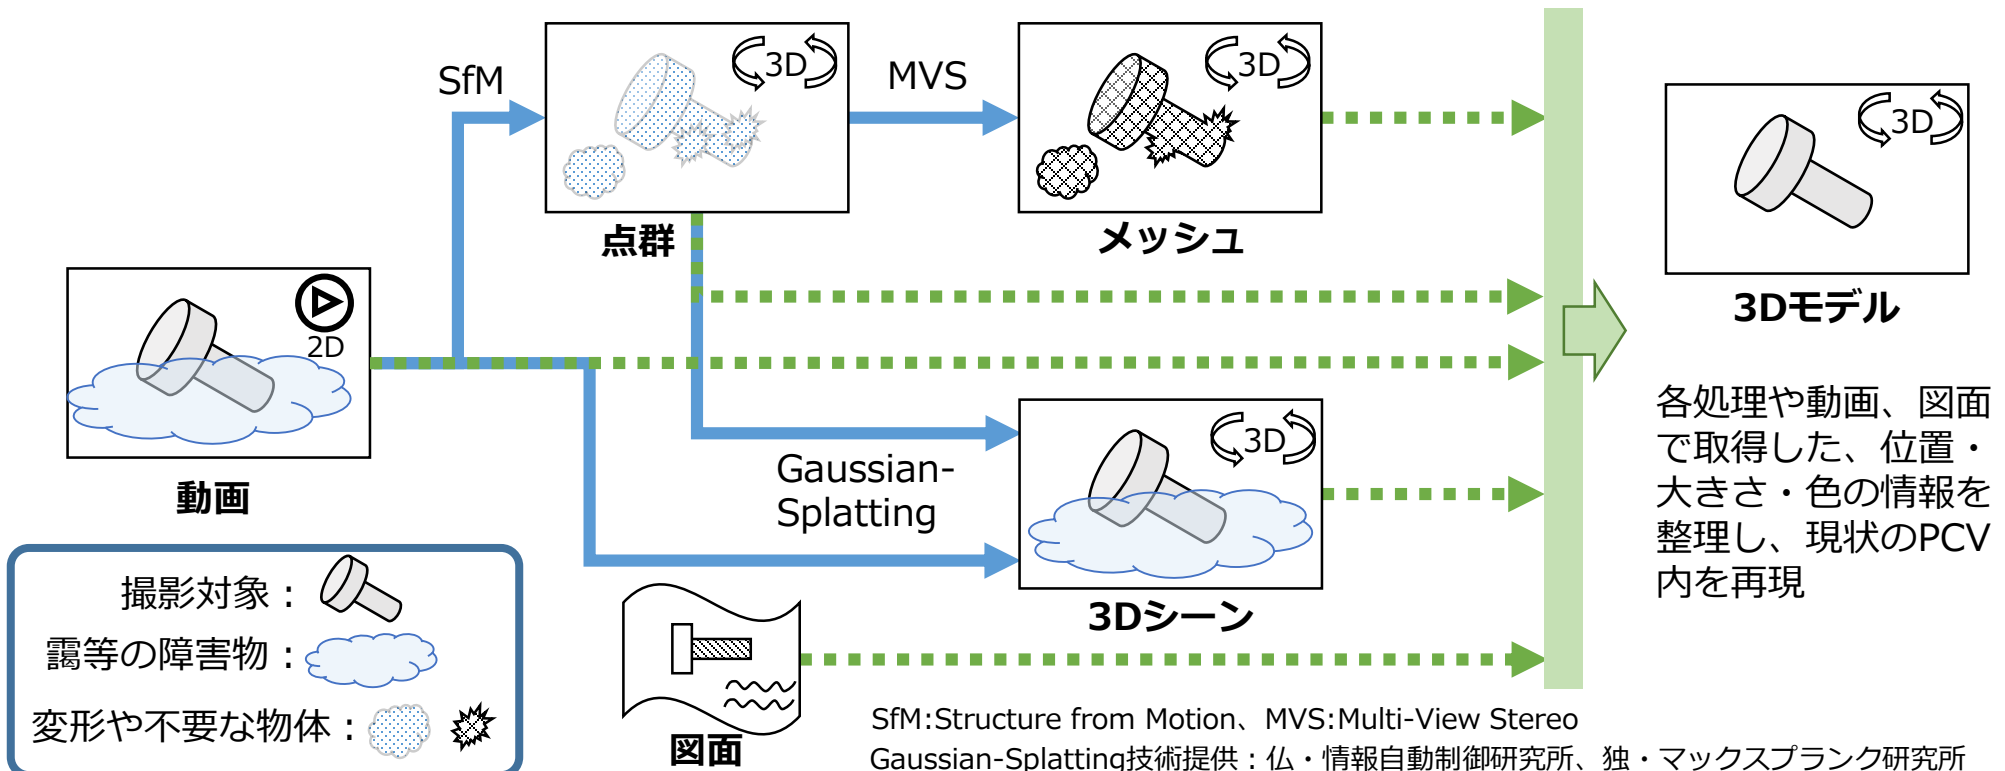 SfM
3D
MVS
3D
3D
点群
メッシュ
2D
動画
3Dモデル
3D
Gaussian-
Splatting
3Dシーン
各処理や動画、図面
で取得した、位置・
大きさ・色の情報を
整理し、現状のPCV
内を再現
撮影対象：
靄等の障害物：
変形や不要な物体：
図面
SfM:Structure from Motion、MVS:Multi-View Stereo
Gaussian-Splatting技術提供：仏・情報自動制御研究所、独・マックスプランク研究所